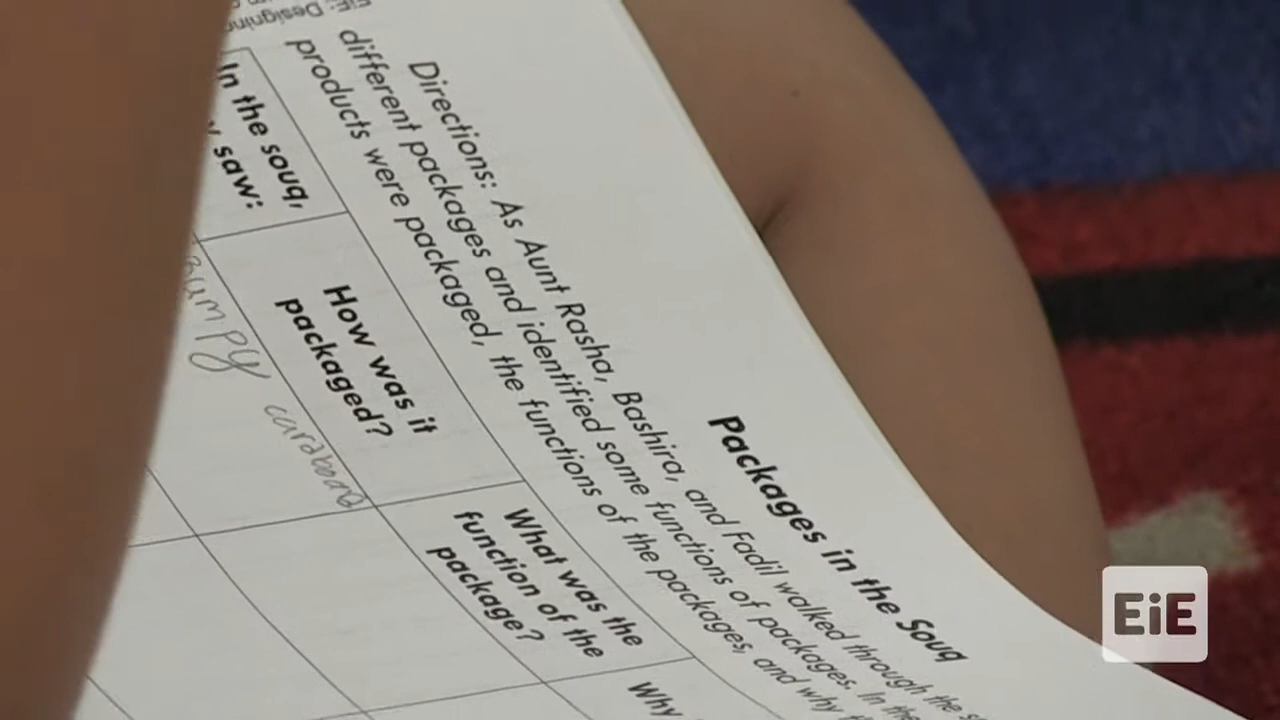 Packages in the Souq
Directions: As Aunt Rasha, Bashira, and Fadil walked through the
different packages and identified some functions of packages. In the
products were packaged, the functions of the packages, and why
In the souq,
saw:
How was it
packaged?
What was the
function of the
package?
Why
Bumpy cardboard
EiE